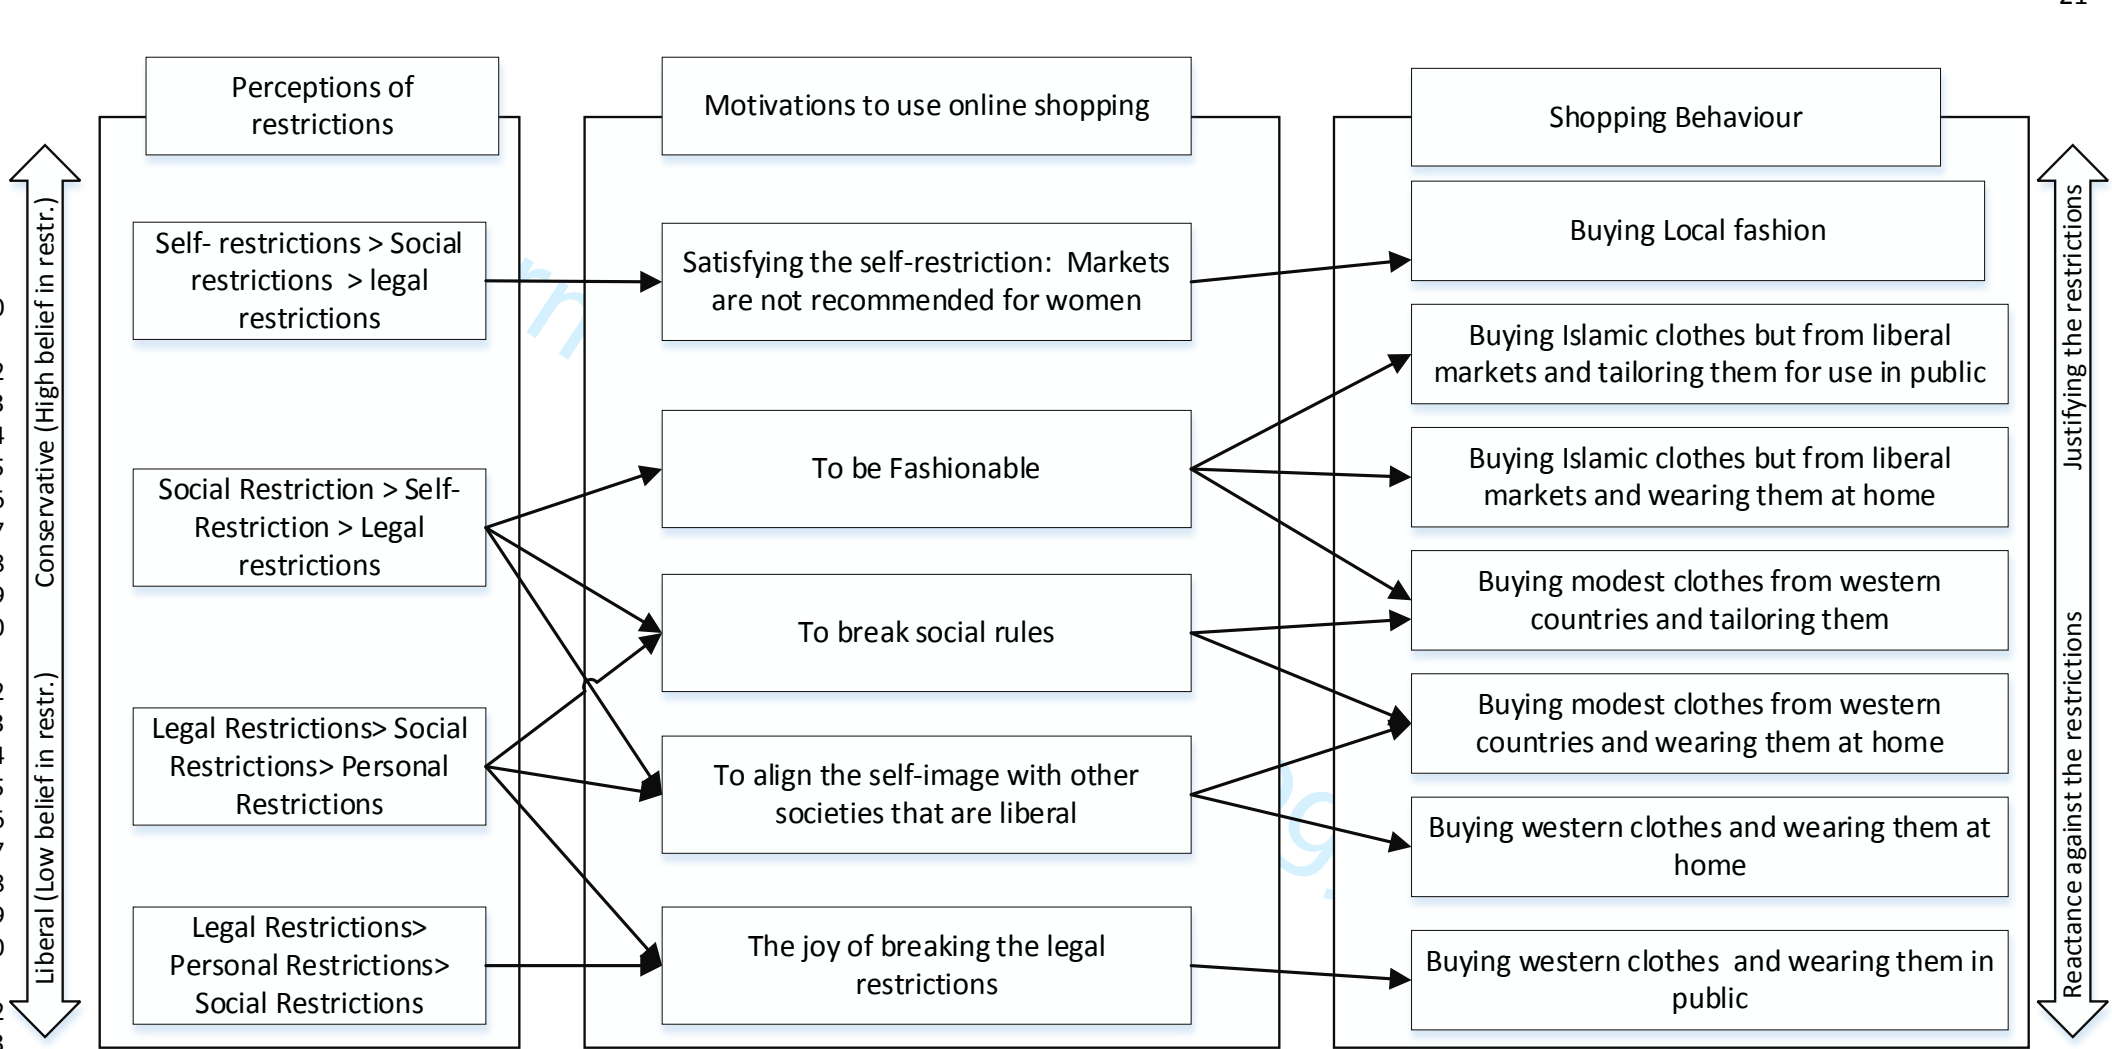 Perceptions of
restrictions
Motivations to use online shopping
Shopping Behaviour
Conservative (High belief in restr.)
Liberal (Low belief in restr.)
Self- restrictions > Social
restrictions > legal
restrictions
Social Restriction > Self-
Restriction > Legal
restrictions
Legal Restrictions> Social
Restrictions> Personal
Restrictions
Legal Restrictions>
Personal Restrictions>
Social Restrictions
Satisfying the self-restriction: Markets
are not recommended for women
To be Fashionable
To break social rules
To align the self-image with other
societies that are liberal
The joy of breaking the legal
restrictions
Buying Local fashion
Buying Islamic clothes but from liberal
markets and tailoring them for use in public
Buying Islamic clothes but from liberal
markets and wearing them at home
Buying modest clothes from western
countries and tailoring them
Buying modest clothes from western
countries and wearing them at home
Buying western clothes and wearing them at
home
Buying western clothes and wearing them in
public
Justifying the restrictions
Reactance against the restrictions